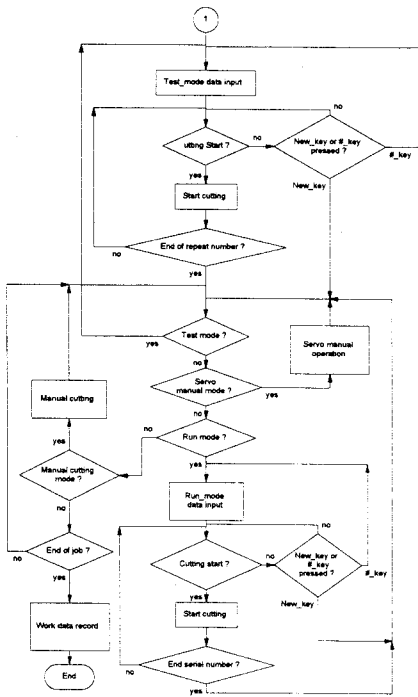 1
Test_mode data input
no
utting Start ?
no
New_key or #_key
pressed ?
#_key
yes
New_key
Start cutting
End of repeat number ?
no
yes
Test mode ?
yes
Servo manual
operation
no
Servo
manual mode ?
yes
Manual cutting
no
no
Run mode ?
yes
yes
Manual cutting
mode ?
Run_mode
data input
no
no
Cutting start ?
no
New_key or
#_key
pressed ?
#_key
End of job ?
no
yes
New_key
yes
Start cutting
Work data record
End serial number ?
no
End
yes